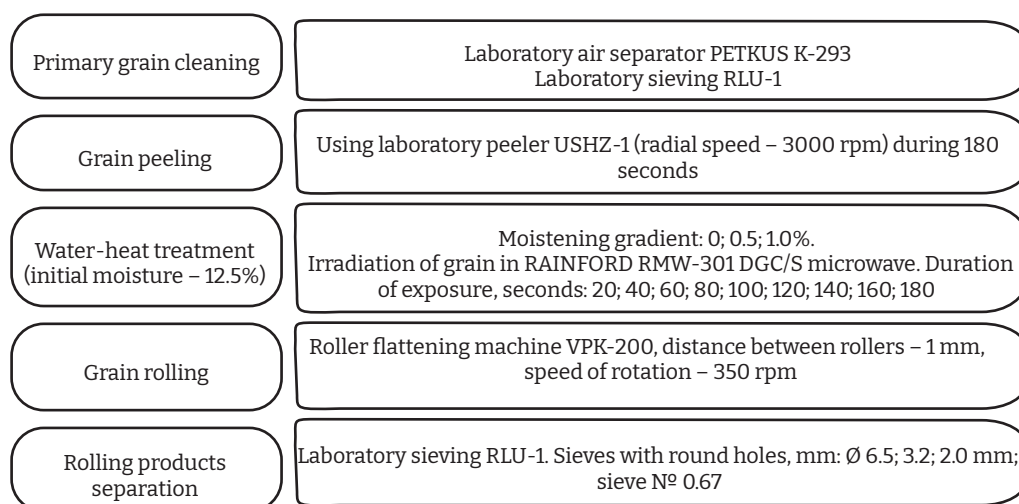 Primary grain cleaning
Laboratory air separator PETKUS K-293
Laboratory sieving RLU-1
Grain peeling
Using laboratory peeler USHZ-1 (radial speed – 3000 rpm) during 180
seconds
Water-heat treatment
(initial moisture – 12.5%)
Moistening gradient: 0; 0.5; 1.0%.
Irradiation of grain in RAINFORD RMW-301 DGC/S microwave. Duration
of exposure, seconds: 20; 40; 60; 80; 100; 120; 140; 160; 180
Grain rolling
Roller flattening machine VPK-200, distance between rollers – 1 mm,
speed of rotation – 350 rpm
Rolling products
separation
Laboratory sieving RLU-1. Sieves with round holes, mm: Ø 6.5; 3.2; 2.0 mm;
sieve № 0.67